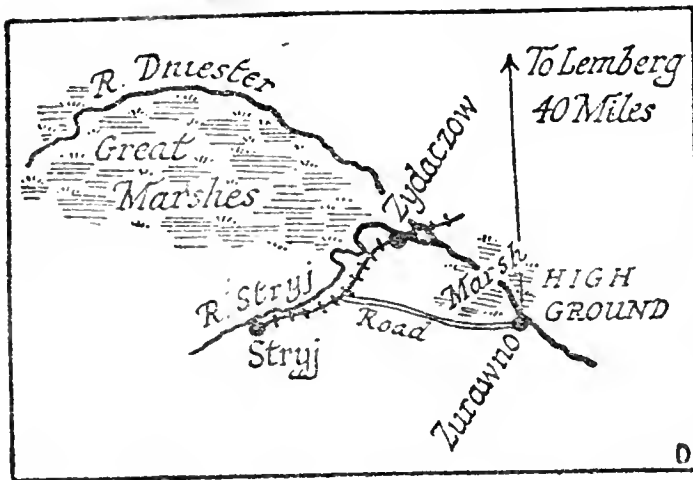 R. Dniester
Great
Marshes
Zydaczow
To Lemberg
40 Miles
R. Stryj
Stryj
Road
Marsh
HIGH
GROUND
Zurawno
D